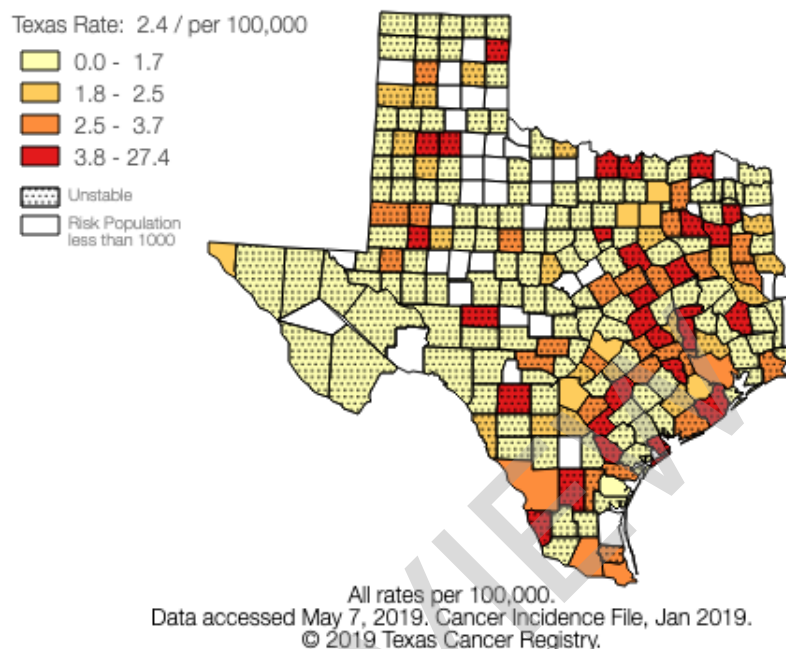 Texas Rate: 2.4 / per 100,000
0.0 - 1.7
1.8 - 2.5
2.5 - 3.7
3.8 - 27.4
Unstable
Risk Population
less than 1000
All rates per 100,000.
Data accessed May 7, 2019. Cancer Incidence File, Jan 2019.
© 2019 Texas Cancer Registry.